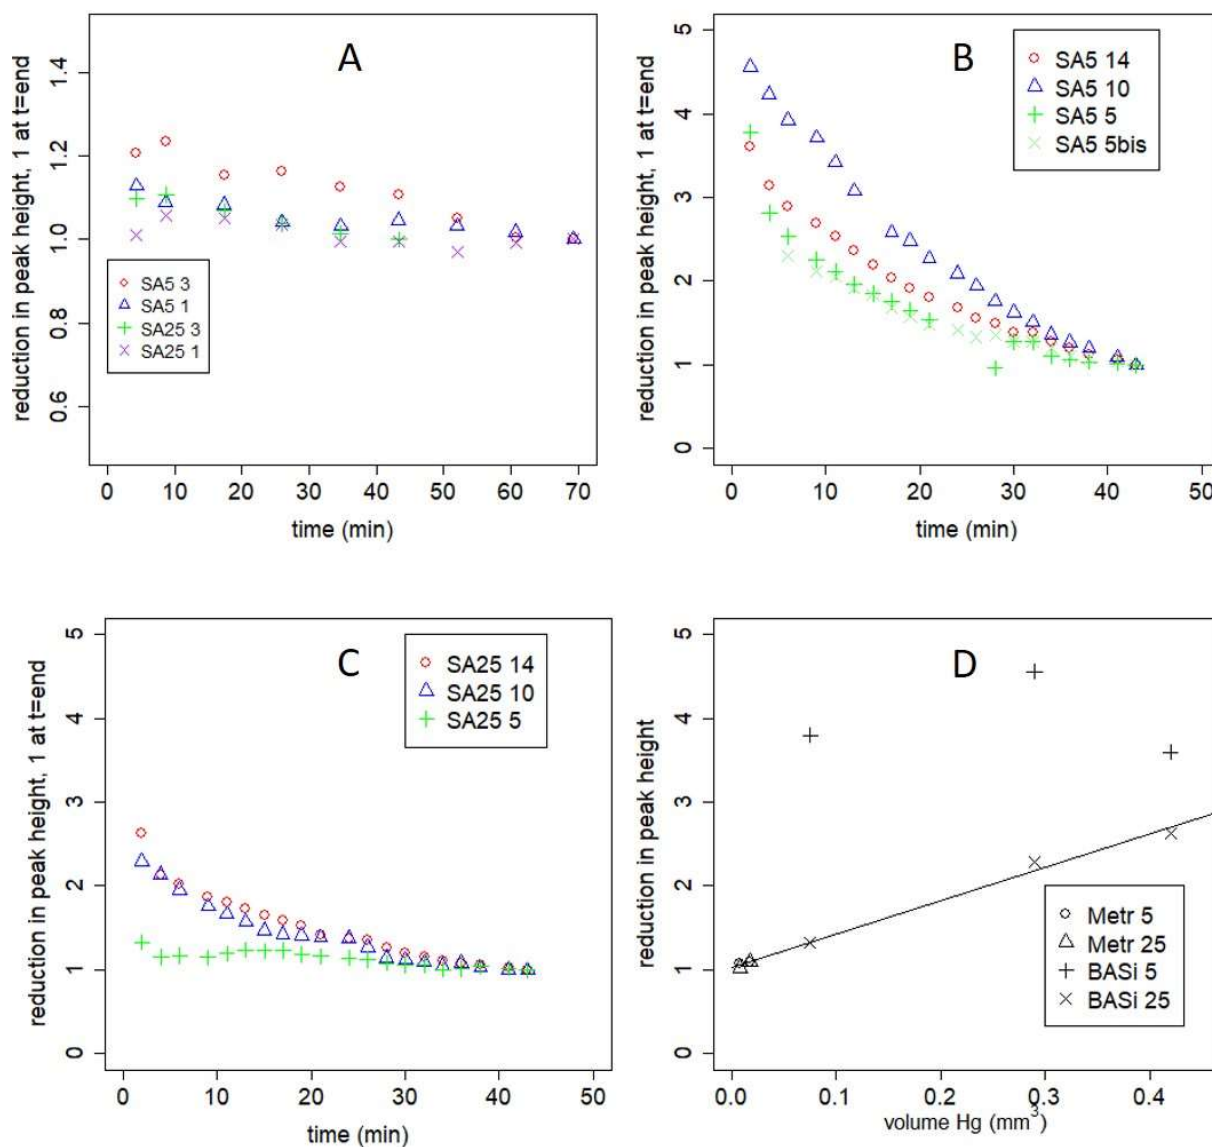 A
1.4
1.2
1.0
0.8
0.6
reduction in peak height, 1 at t=end
SA5 3
SA5 1
SA25 3
SA25 1
0 10 20 30 40 50 60 70
time (min)
B
5
4
3
2
1
0
reduction in peak height, 1 at t=end
SA5 14
SA5 10
SA5 5
SA5 5bis
0 10 20 30 40 50
time (min)
C
5
4
3
2
1
0
reduction in peak height, 1 at t=end
SA25 14
SA25 10
SA25 5
0 10 20 30 40 50
time (min)
D
5
4
3
2
1
0
reduction in peak height
Metr 5
Metr 25
BASi 5
BASi 25
0.0 0.1 0.2 0.3 0.4
volume Hg (mm³)